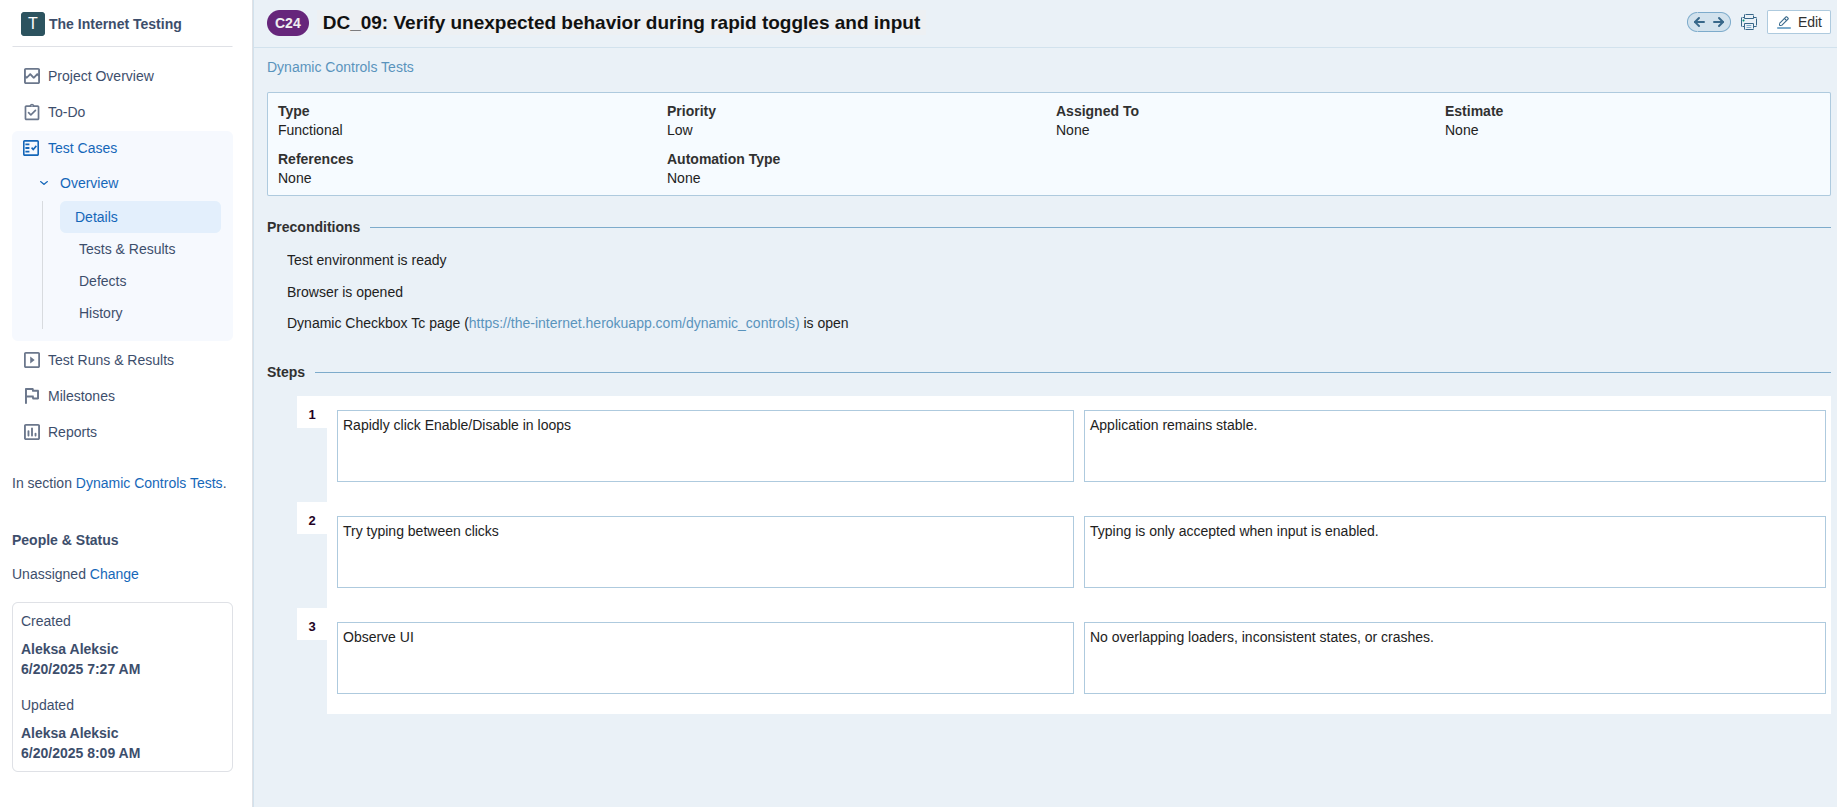 T The Internet Testing
Project Overview
To-Do
Test Cases
Overview
Details
Tests & Results
Defects
History
Test Runs & Results
Milestones
Reports
In section Dynamic Controls Tests.
People & Status
Unassigned Change
Created
Aleksa Aleksic
6/20/2025 7:27 AM
Updated
Aleksa Aleksic
6/20/2025 8:09 AM
C24 DC_09: Verify unexpected behavior during rapid toggles and input
Edit
Dynamic Controls Tests
Type Priority Assigned To Estimate
Functional Low None None
References Automation Type
None None
Preconditions
Test environment is ready
Browser is opened
Dynamic Checkbox Tc page (https://the-internet.herokuapp.com/dynamic_controls) is open
Steps
1 Rapidly click Enable/Disable in loops Application remains stable.
2 Try typing between clicks Typing is only accepted when input is enabled.
3 Observe UI No overlapping loaders, inconsistent states, or crashes.